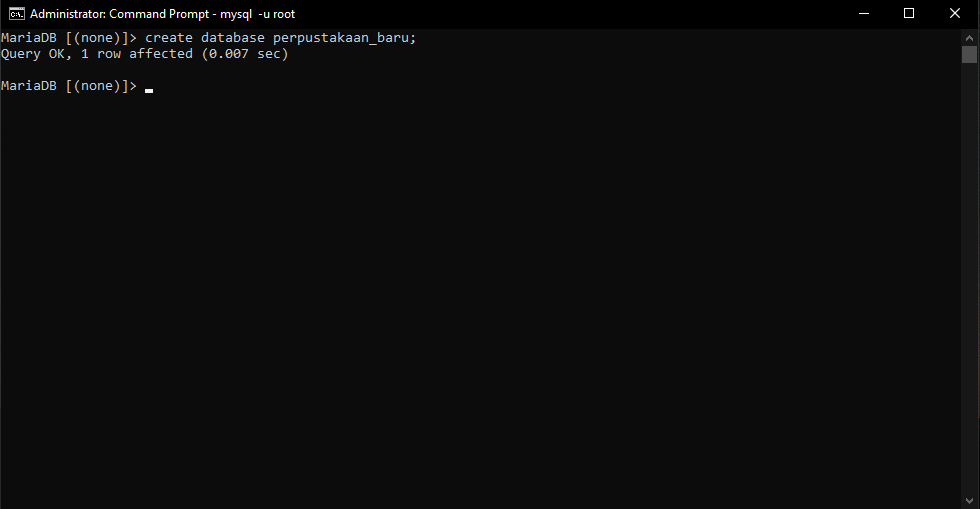 Administrator: Command Prompt - mysql  -u root
MariaDB [(none)]> create database perpustakaan_baru;
Query OK, 1 row affected (0.007 sec)
MariaDB [(none)]>